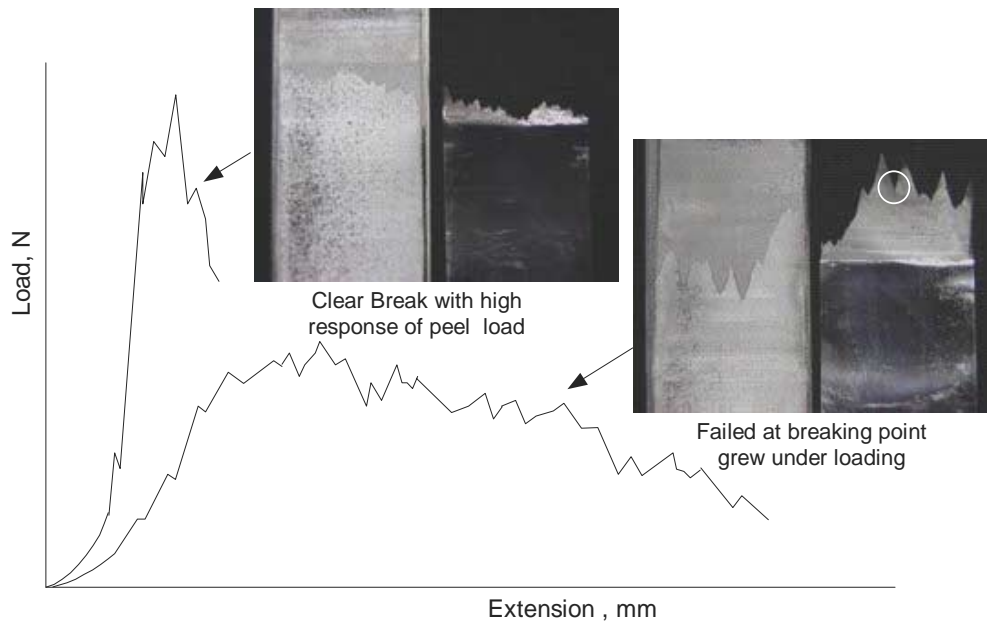 Load, N
Clear Break with high
response of peel load
Failed at breaking point
grew under loading
Extension , mm